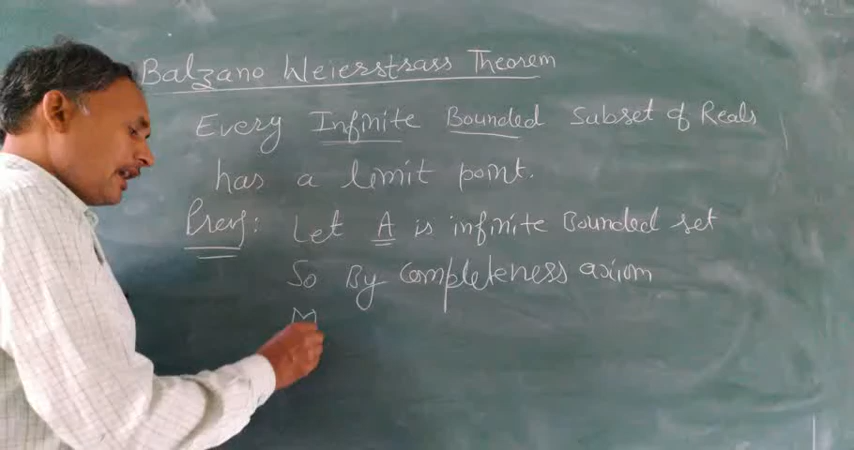 Balzano Weierstrass Theorem
Every Infinite Bounded Subset of Reals
has a limit point.
Proof: Let A is infinite Bounded set
So By Completeness axiom
M